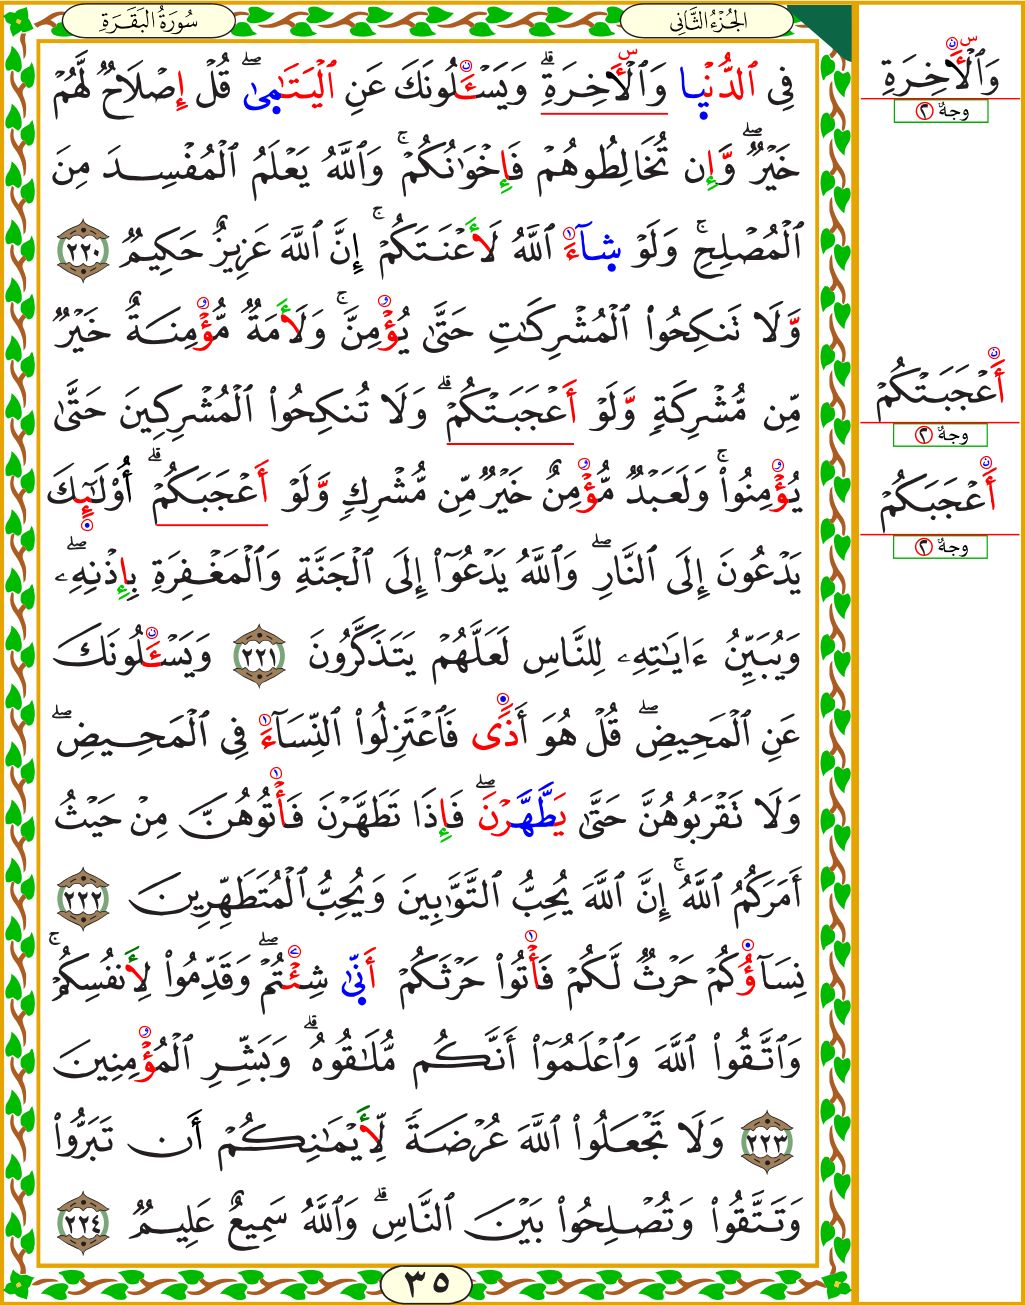 الجُزْءُ الثَّانِي
سُورَةُ البَقَرَةِ
فِي ٱلدُّنْيِا وَٱلْأَخِرَةِۗ وَيَسْـَٔلُونَكَ عَنِ ٱلْيَتَـٰمِىٰۖ قُلْ إِصْلَاحٌ لَّهُمْ
خَيْرٌۖ وَّإِن تُخَالِطُوهُمْ فَإِخْوَٰنُكُمْۚ وَٱللَّهُ يَعْلَمُ ٱلْمُفْسِدَ مِنَ
ٱلْمُصْلِحِۚ وَلَوْ شِآءَ ٱللَّهُ لَأَعْنَتَكُمْۚ إِنَّ ٱللَّهَ عَزِيزٌ حَكِيمٌ ٢٢٠
وَّلَا تَنكِحُوا۟ ٱلْمُشْرِكَـٰتِ حَتَّىٰ يُؤْمِنَّۚ وَلَأَمَةٌ مُّؤْمِنَةٌ خَيْرٌ
مِّن مُّشْرِكَةٍ وَّلَوْ أَعْجَبَتْكُمْۗ وَلَا تُنكِحُوا۟ ٱلْمُشْرِكِينَ حَتَّىٰ
يُؤْمِنُوا۟ۚ وَلَعَبْدٌ مُّؤْمِنٌ خَيْرٌ مِّن مُّشْرِكٍ وَّلَوْ أَعْجَبَكُمْۗ أُو۟لَـٰٓئِكَ
يَدْعُونَ إِلَى ٱلنَّارِۖ وَٱللَّهُ يَدْعُوٓا۟ إِلَى ٱلْجَنَّةِ وَٱلْمَغْفِرَةِ بِإِذْنِهِۦۖ
وَيُبَيِّنُ ءَايَـٰتِهِۦ لِلنَّاسِ لَعَلَّهُمْ يَتَذَكَّرُونَ ٢٢١ وَيَسْـَٔلُونَكَ
عَنِ ٱلْمَحِيضِۖ قُلْ هُوَ أَذًى فَٱعْتَزِلُوا۟ ٱلنِّسَآءَ فِي ٱلْمَحِيضِۖ
وَلَا تَقْرَبُوهُنَّ حَتَّىٰ يَطَّهَّرْنَۖ فَإِذَا تَطَهَّرْنَ فَأْتُوهُنَّ مِنْ حَيْثُ
أَمَرَكُمُ ٱللَّهُۚ إِنَّ ٱللَّهَ يُحِبُّ ٱلتَّوَّٰبِينَ وَيُحِبُّ ٱلْمُتَطَهِّرِينَ ٢٢٢
نِسَآؤُكُمْ حَرْثٌ لَّكُمْ فَأْتُوا۟ حَرْثَكُمْ أَنِّىٰ شِئْتُمْۖ وَقَدِّمُوا۟ لِأَنفُسِكُمْۚ
وَٱتَّقُوا۟ ٱللَّهَ وَٱعْلَمُوٓا۟ أَنَّكُم مُّلَـٰقُوهُۗ وَبَشِّرِ ٱلْمُؤْمِنِينَ
٢٢٣ وَلَا تَجْعَلُوا۟ ٱللَّهَ عُرْضَةً لِّأَيْمَـٰنِكُمْ أَن تَبَرُّوا۟
وَتَتَّقُوا۟ وَتُصْلِحُوا۟ بَيْنَ ٱلنَّاسِۗ وَٱللَّهُ سَمِيعٌ عَلِيمٌ ٢٢٤
٣٥
وَٱلْأَخِرَةِ
وجهٌ ٢
أَعْجَبَتْكُمْ
وجهٌ ٢
أَعْجَبَكُمْ
وجهٌ ٢